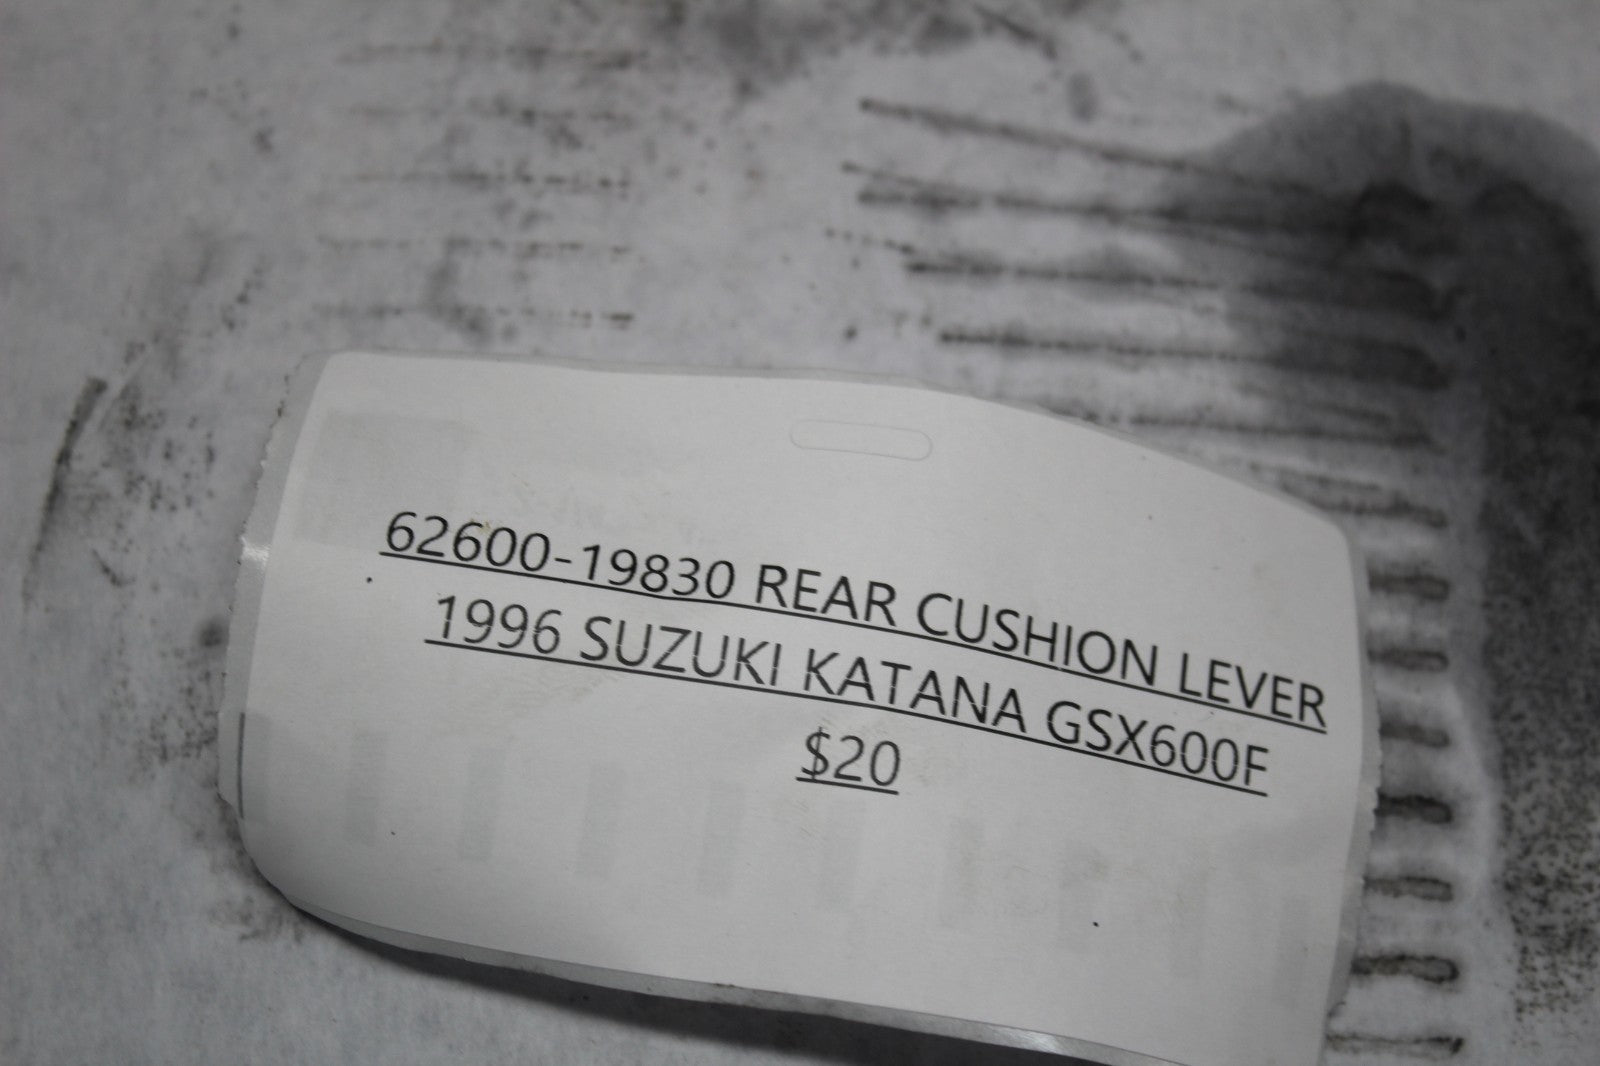 62600-19830 REAR CUSHION LEVER
1996 SUZUKI KATANA GSX600F
$20